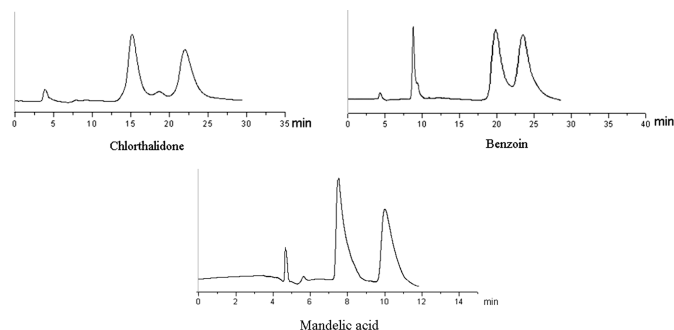 0 5 10 15 20 25 30 35 min
Chlorthalidone
0 5 10 15 20 25 30 35 40 min
Benzoin
0 2 4 6 8 10 12 14 min
Mandelic acid